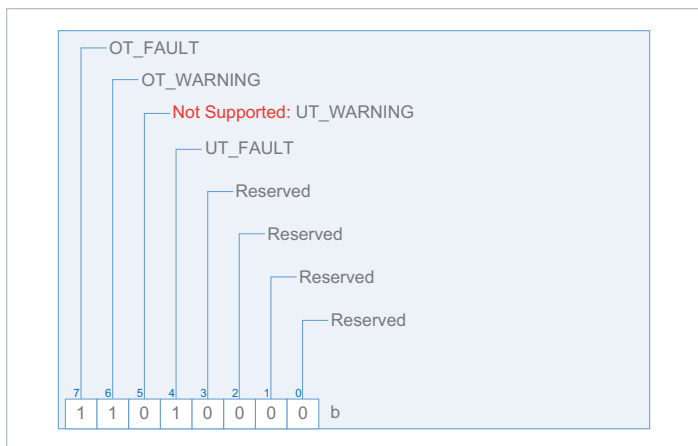 OT_FAULT
OT_WARNING
Not Supported: UT_WARNING
UT_FAULT
Reserved
Reserved
Reserved
Reserved
7 6 5 4 3 2 1 0
1 1 0 1 0 0 0 0 b